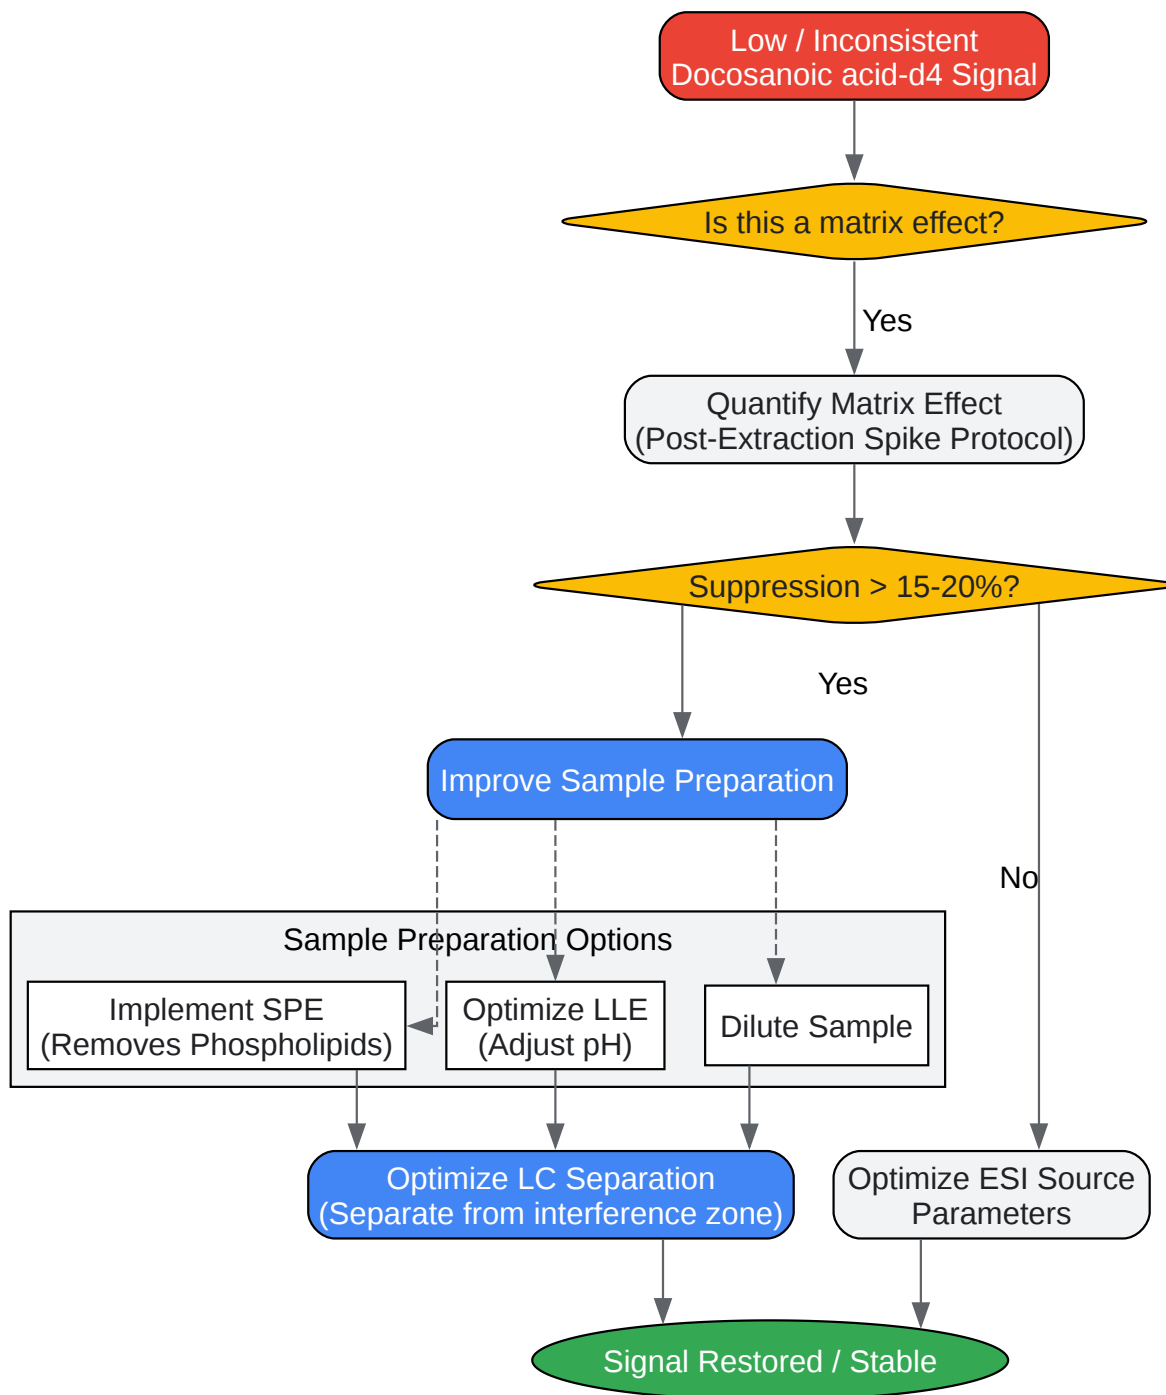 Low / Inconsistent
Docosanoic acid-d4 Signal
Is this a matrix effect?
Yes
Quantify Matrix Effect
(Post-Extraction Spike Protocol)
Suppression > 15-20%?
Yes
Improve Sample Preparation
No
Sample Preparation Options
Implement SPE
(Removes Phospholipids)
Optimize LLE
(Adjust pH)
Dilute Sample
Optimize LC Separation
(Separate from interference zone)
Optimize ESI Source
Parameters
Signal Restored / Stable